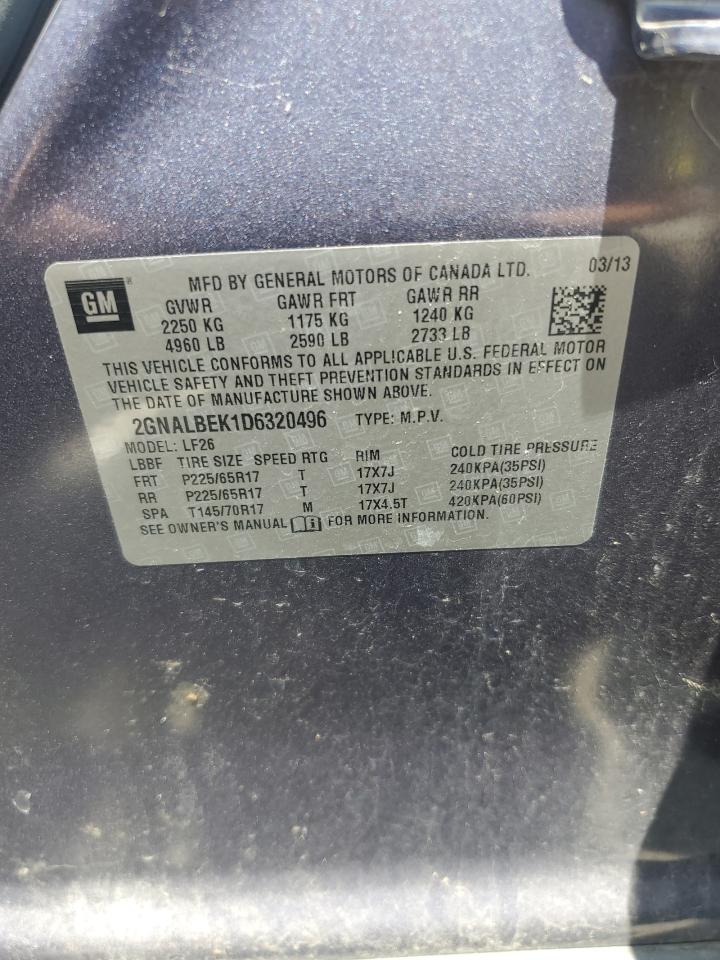 MFD BY GENERAL MOTORS OF CANADA LTD. 03/13
GM
GVWR GAWR FRT GAWR RR
2250 KG 1175 KG 1240 KG
4960 LB 2590 LB 2733 LB
THIS VEHICLE CONFORMS TO ALL APPLICABLE U.S. FEDERAL MOTOR
VEHICLE SAFETY AND THEFT PREVENTION STANDARDS IN EFFECT ON
THE DATE OF MANUFACTURE SHOWN ABOVE.
2GNALBEK1D6320496 TYPE: M.P.V.
MODEL: LF26
LBBF TIRE SIZE SPEED RTG RIM COLD TIRE PRESSURE
FRT P225/65R17 T 17X7J 240KPA(35PSI)
RR P225/65R17 T 17X7J 240KPA(35PSI)
SPA T145/70R17 M 17X4.5T 420KPA(60PSI)
SEE OWNER'S MANUAL FOR MORE INFORMATION.